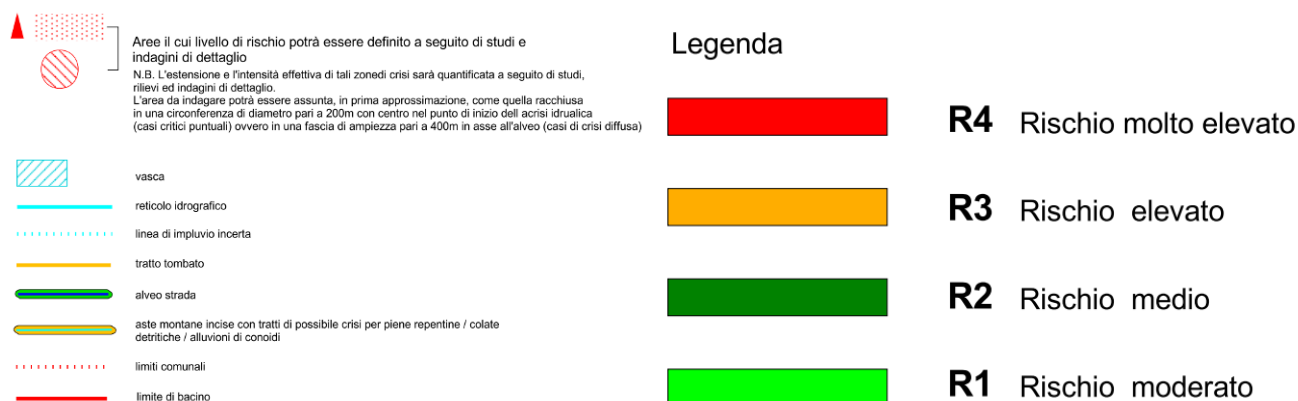 Aree il cui livello di rischio potrà essere definito a seguito di studi e
indagini di dettaglio
N.B. L'estensione e l'intensità effettiva di tali zonedi crisi sarà quantificata a seguito di studi,
rilievi ed indagini di dettaglio.
L'area da indagare potrà essere assunta, in prima approssimazione, come quella racchiusa
in una circonferenza di diametro pari a 200m con centro nel punto di inizio dell acrisi idrualica
(casi critici puntuali) ovvero in una fascia di ampiezza pari a 400m in asse all'alveo (casi di crisi diffusa)
vasca
reticolo idrografico
linea di impluvio incerta
tratto tombato
alveo strada
aste montane incise con tratti di possibile crisi per piene repentine / colate
detritiche / alluvioni di conoidi
limiti comunali
limite di bacino
Legenda
R4 Rischio molto elevato
R3 Rischio elevato
R2 Rischio medio
R1 Rischio moderato